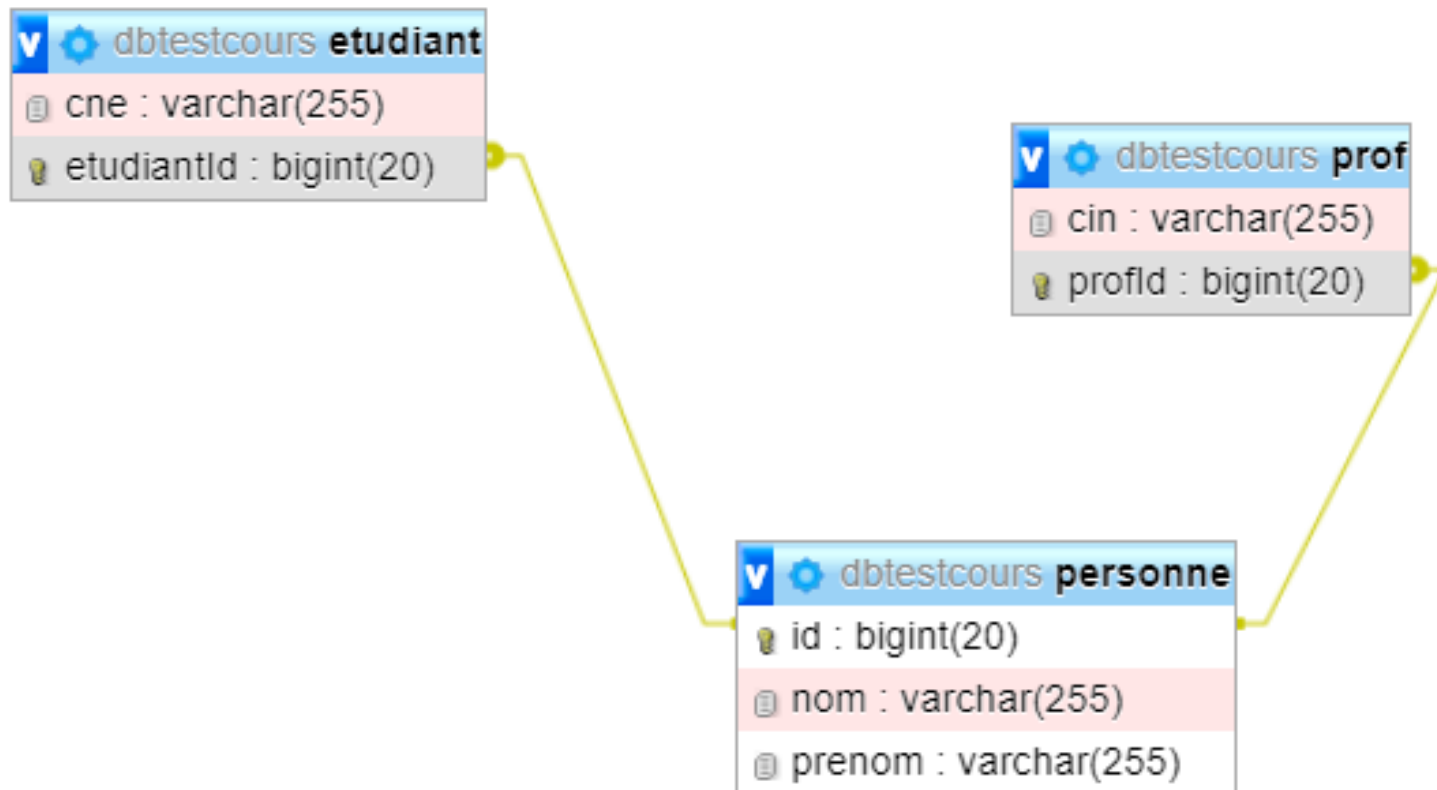 v dbtestcours etudiant
cne : varchar(255)
etudiantId : bigint(20)
v dbtestcours prof
cin : varchar(255)
profId : bigint(20)
v dbtestcours personne
id : bigint(20)
nom : varchar(255)
prenom : varchar(255)